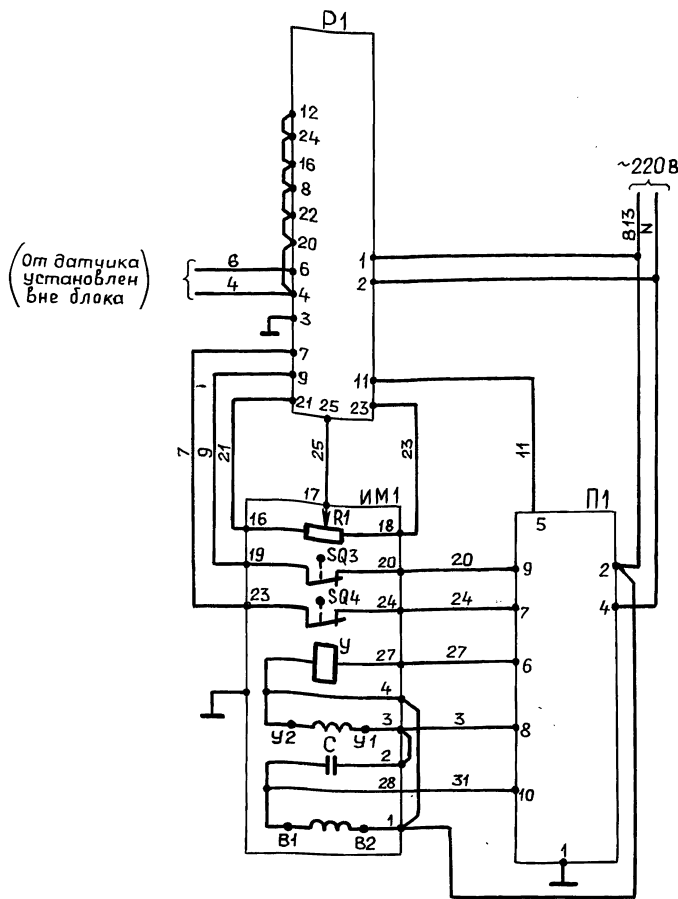 Р1
12
24
16
8
22
20
6
4
3
7
9
21
25
23
11
1
2
~220В
В13
N
(От датчика
установлен
вне блока)
6
4
7
9
21
25
23
11
17
ИМ1
16
R1
18
19
SQ3
20
20
23
SQ4
24
24
У
27
27
4
У2
У1
3
3
С
2
28
31
В1
В2
1
П1
5
9
2
7
4
6
8
10
1